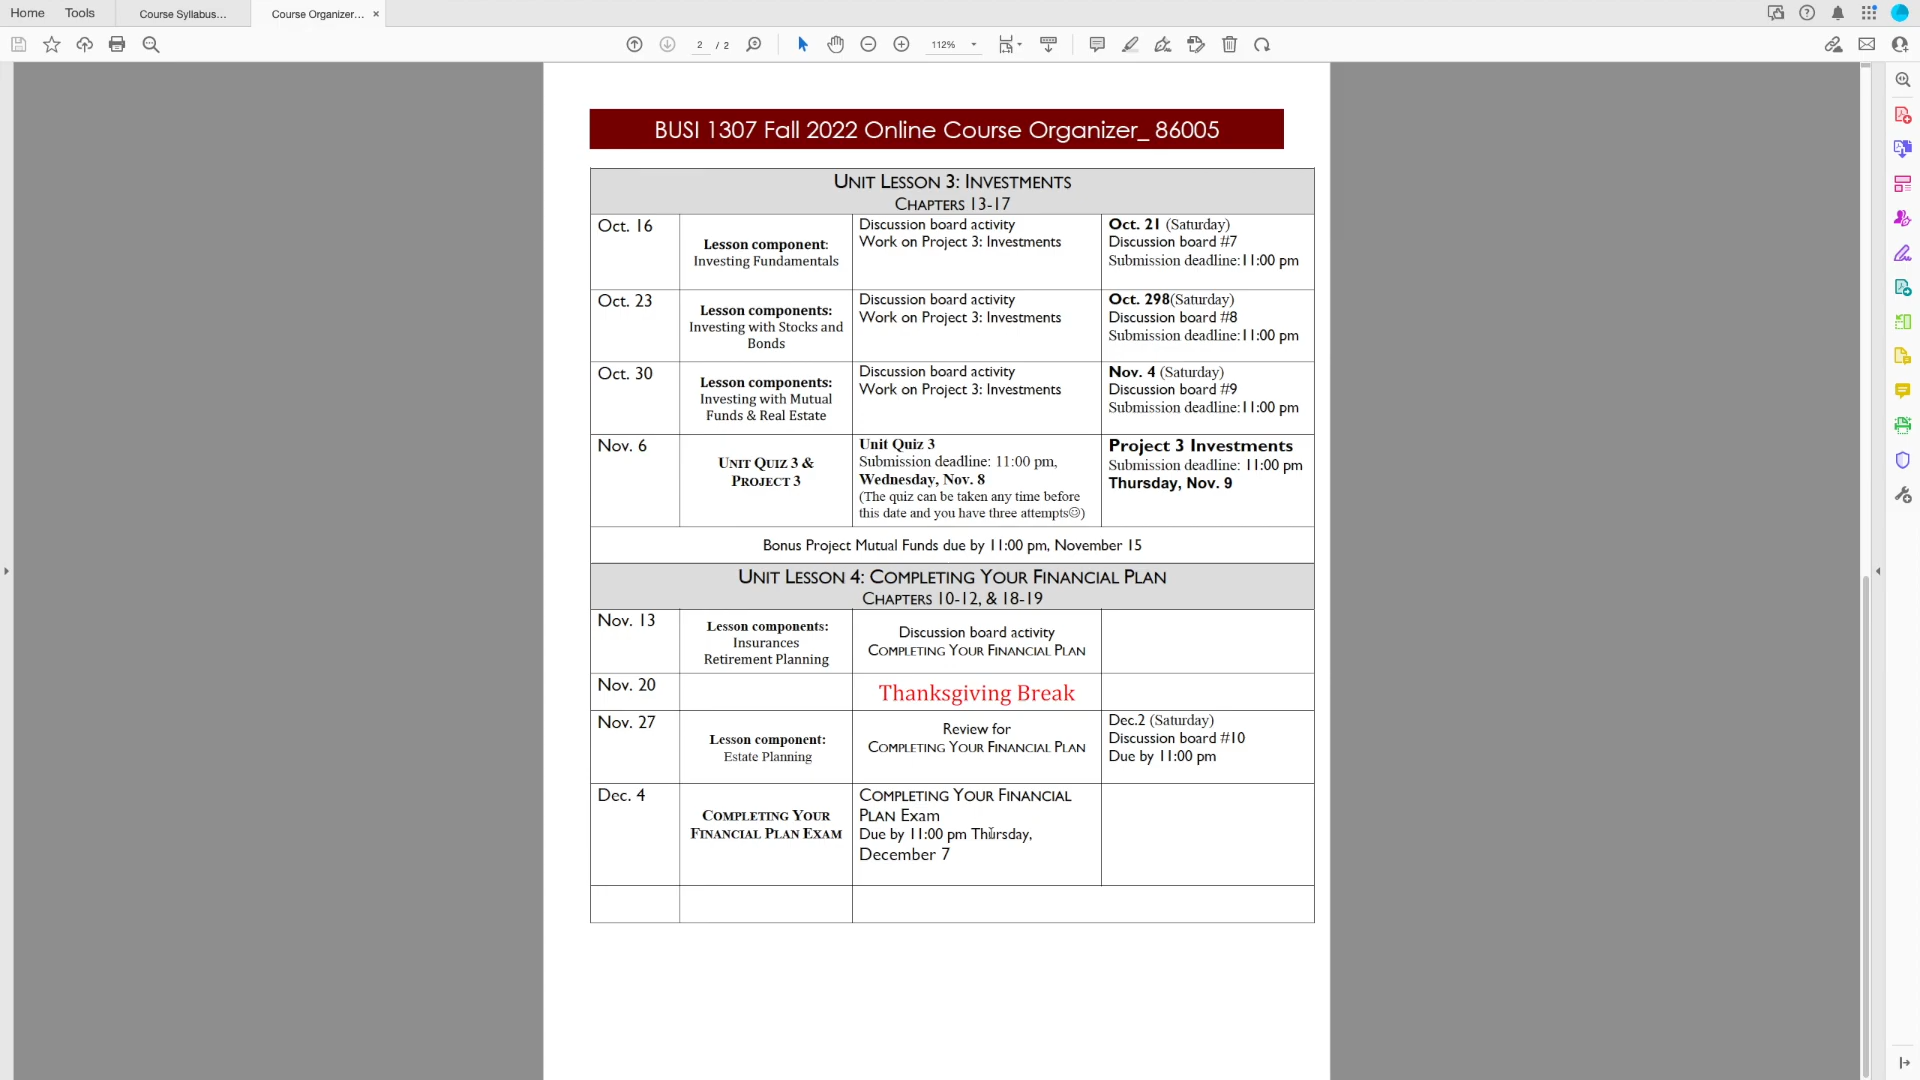 Home
Tools
Course Syllabus...
Course Organizer...
2 / 2
112%
BUSI 1307 Fall 2022 Online Course Organizer_ 86005
UNIT LESSON 3: INVESTMENTS
CHAPTERS 13-17
Oct. 16
Lesson component:
Investing Fundamentals
Discussion board activity
Work on Project 3: Investments
Oct. 21 (Saturday)
Discussion board #7
Submission deadline:11:00 pm
Oct. 23
Lesson components:
Investing with Stocks and
Bonds
Discussion board activity
Work on Project 3: Investments
Oct. 298(Saturday)
Discussion board #8
Submission deadline:11:00 pm
Oct. 30
Lesson components:
Investing with Mutual
Funds & Real Estate
Discussion board activity
Work on Project 3: Investments
Nov. 4 (Saturday)
Discussion board #9
Submission deadline:11:00 pm
Nov. 6
UNIT QUIZ 3 &
PROJECT 3
Unit Quiz 3
Submission deadline: 11:00 pm,
Wednesday, Nov. 8
(The quiz can be taken any time before
this date and you have three attempts☺)
Project 3 Investments
Submission deadline: 11:00 pm
Thursday, Nov. 9
Bonus Project Mutual Funds due by 11:00 pm, November 15
UNIT LESSON 4: COMPLETING YOUR FINANCIAL PLAN
CHAPTERS 10-12, & 18-19
Nov. 13
Lesson components:
Insurances
Retirement Planning
Discussion board activity
COMPLETING YOUR FINANCIAL PLAN
Nov. 20
Thanksgiving Break
Nov. 27
Lesson component:
Estate Planning
Review for
COMPLETING YOUR FINANCIAL PLAN
Dec.2 (Saturday)
Discussion board #10
Due by 11:00 pm
Dec. 4
COMPLETING YOUR
FINANCIAL PLAN EXAM
COMPLETING YOUR FINANCIAL
PLAN Exam
Due by 11:00 pm Thursday,
December 7